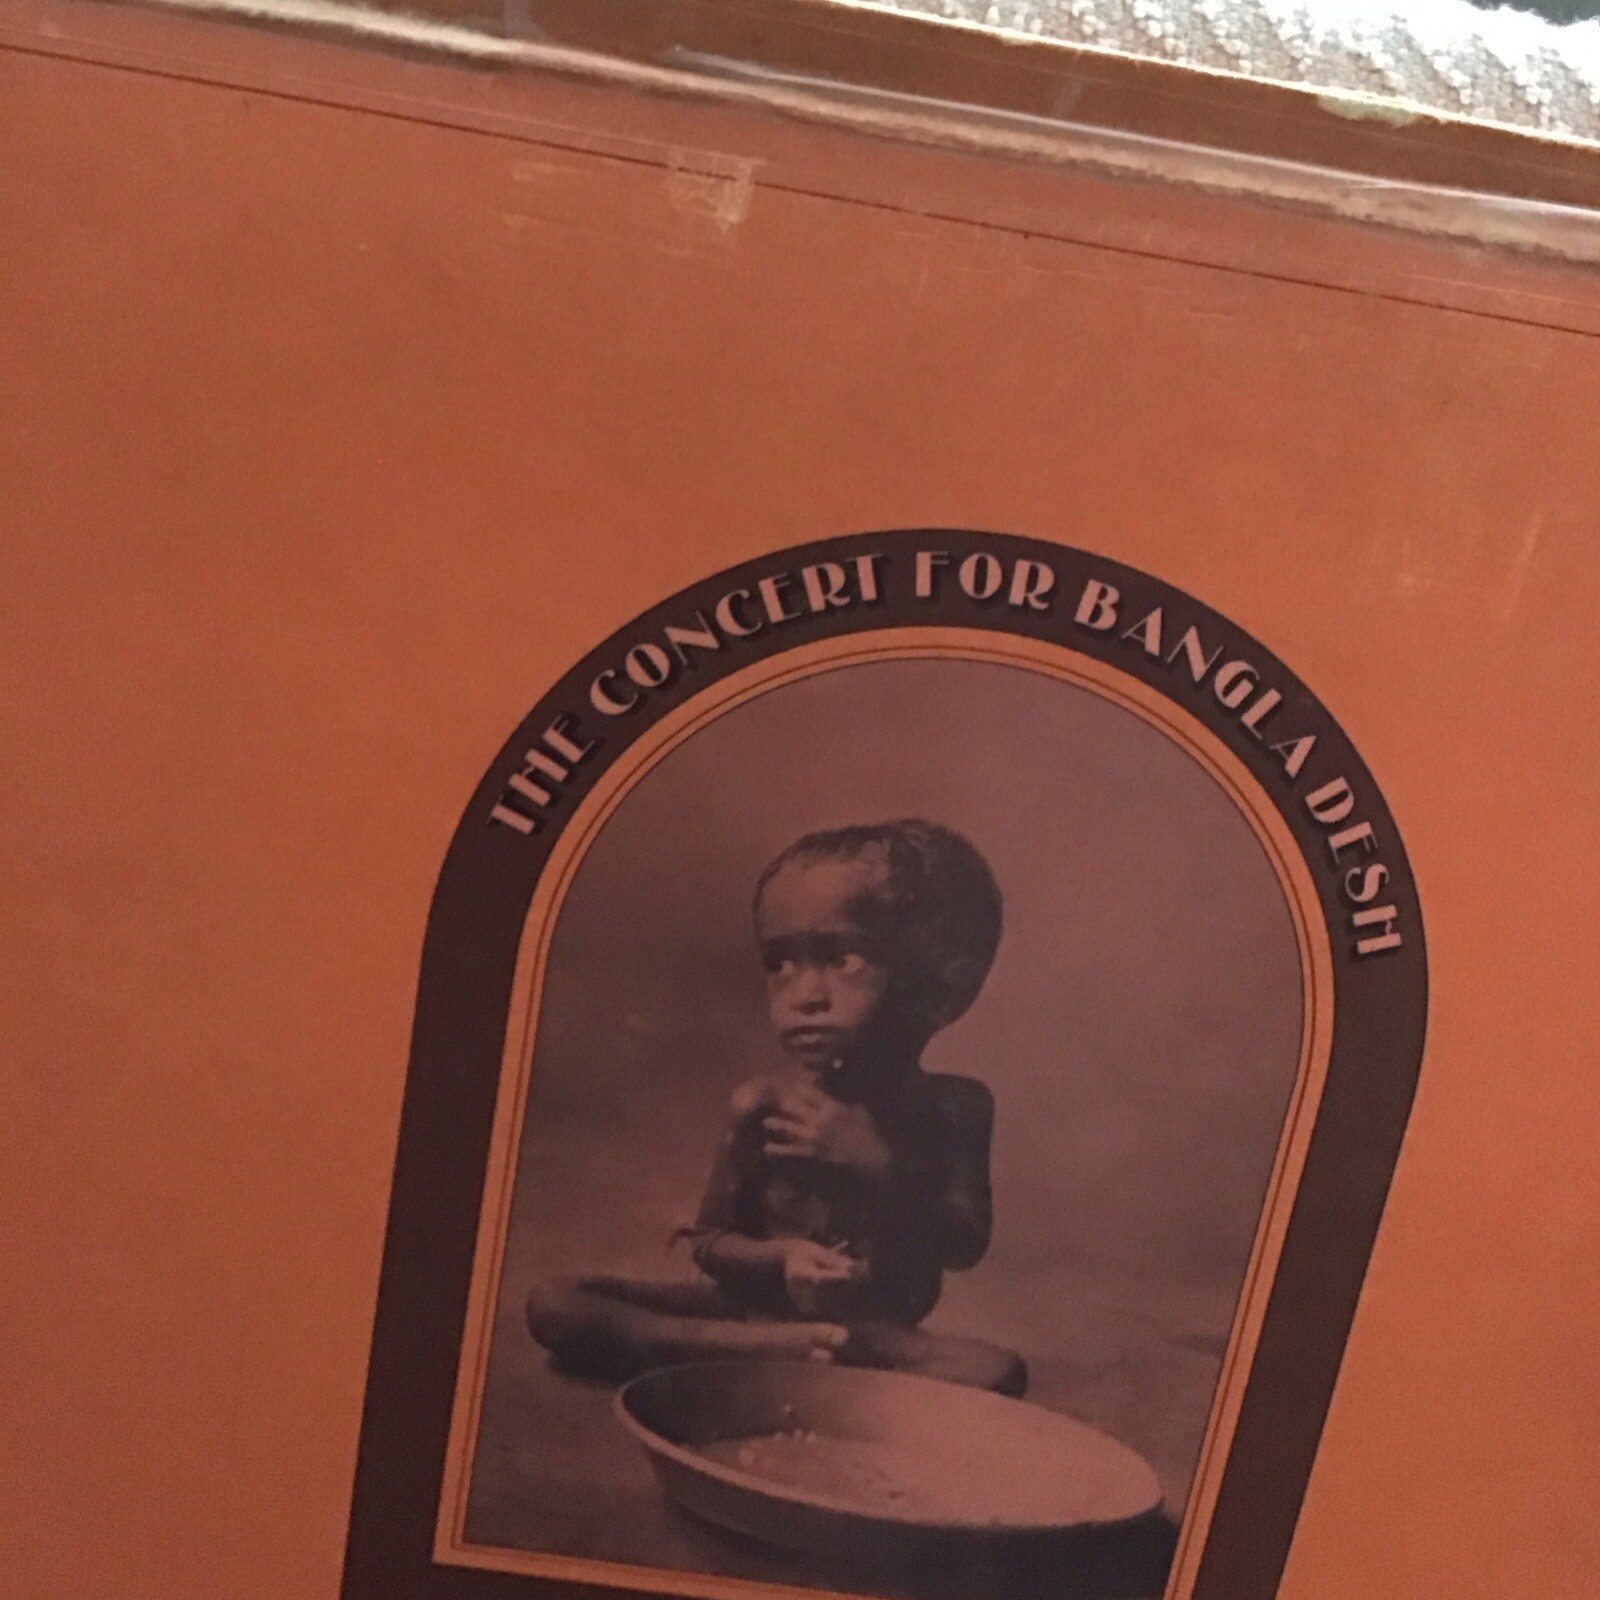 THE CONCERT FOR BANGLA DESH